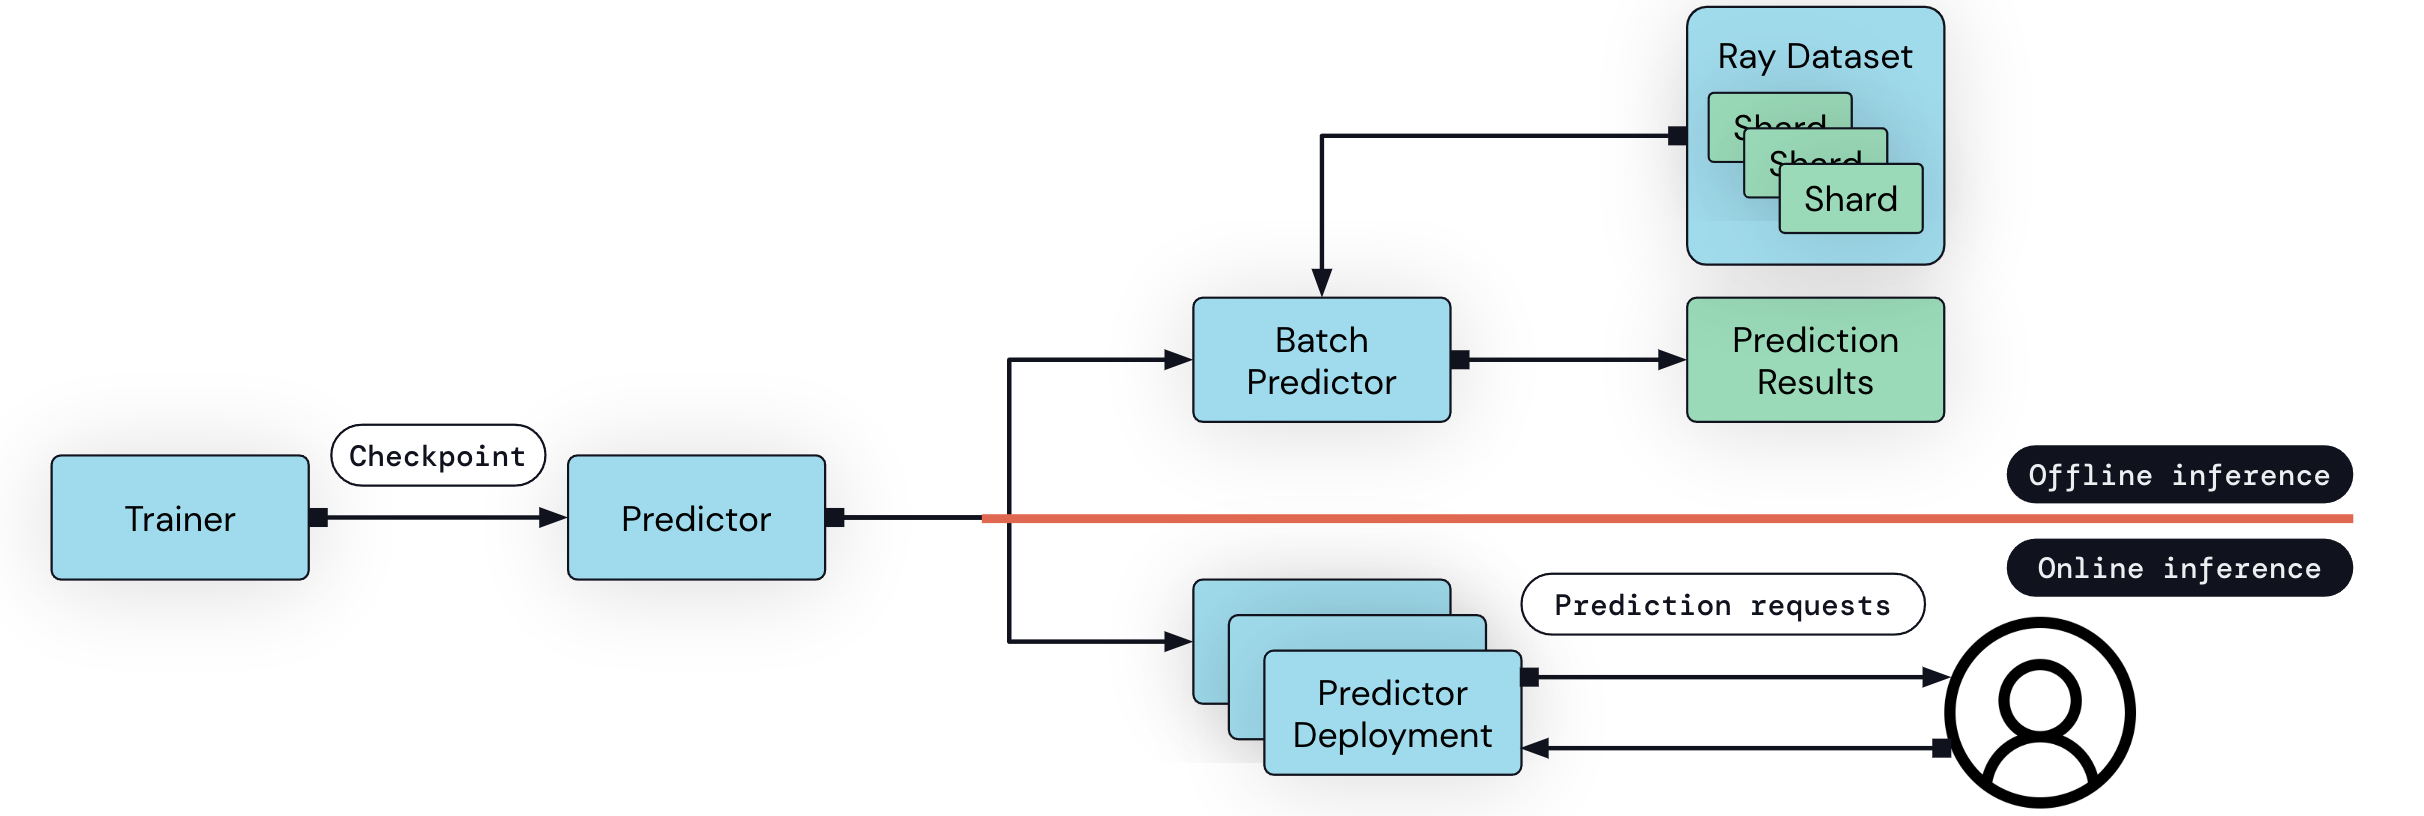 Ray Dataset
Shard
Shard
Shard
Batch
Predictor
Prediction
Results
Checkpoint
Trainer
Predictor
Offline inference
Online inference
Prediction requests
Predictor
Deployment